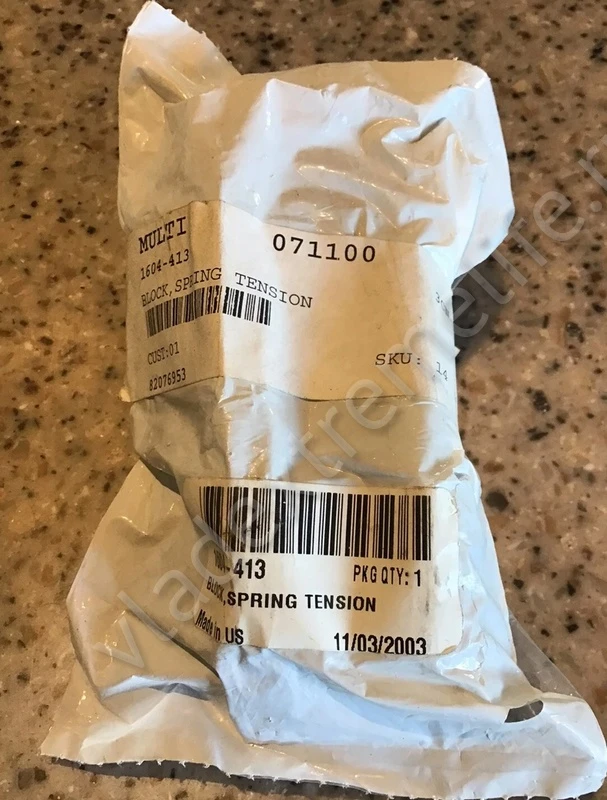 MULTI
071100
1604-413
BLOCK,SPRING TENSION
CUST:01
SKU: 14
82076953
-413
PKG QTY: 1
BLOCK,SPRING TENSION
Made in US
11/03/2003